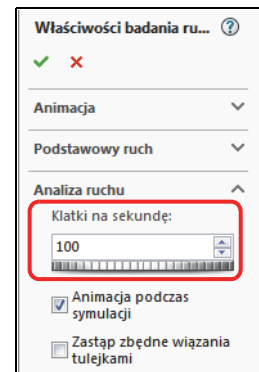 Właściwości badania ru...
Animacja
Podstawowy ruch
Analiza ruchu
Klatki na sekundę:
100
Animacja podczas
symulacji
Zastąp zbędne wiązania
tulejkami